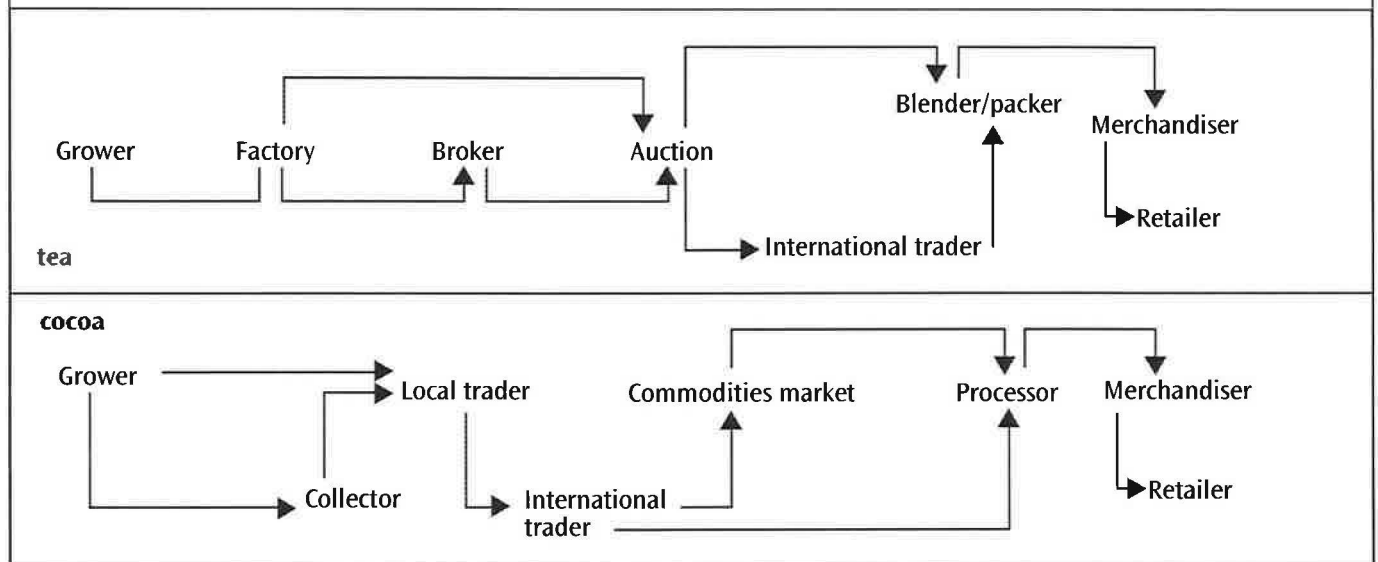 Blender/packer
Merchandiser
Grower
Factory
Broker
Auction
Retailer
International trader
tea
cocoa
Grower
Local trader
Commodities market
Processor
Merchandiser
Collector
International
trader
Retailer